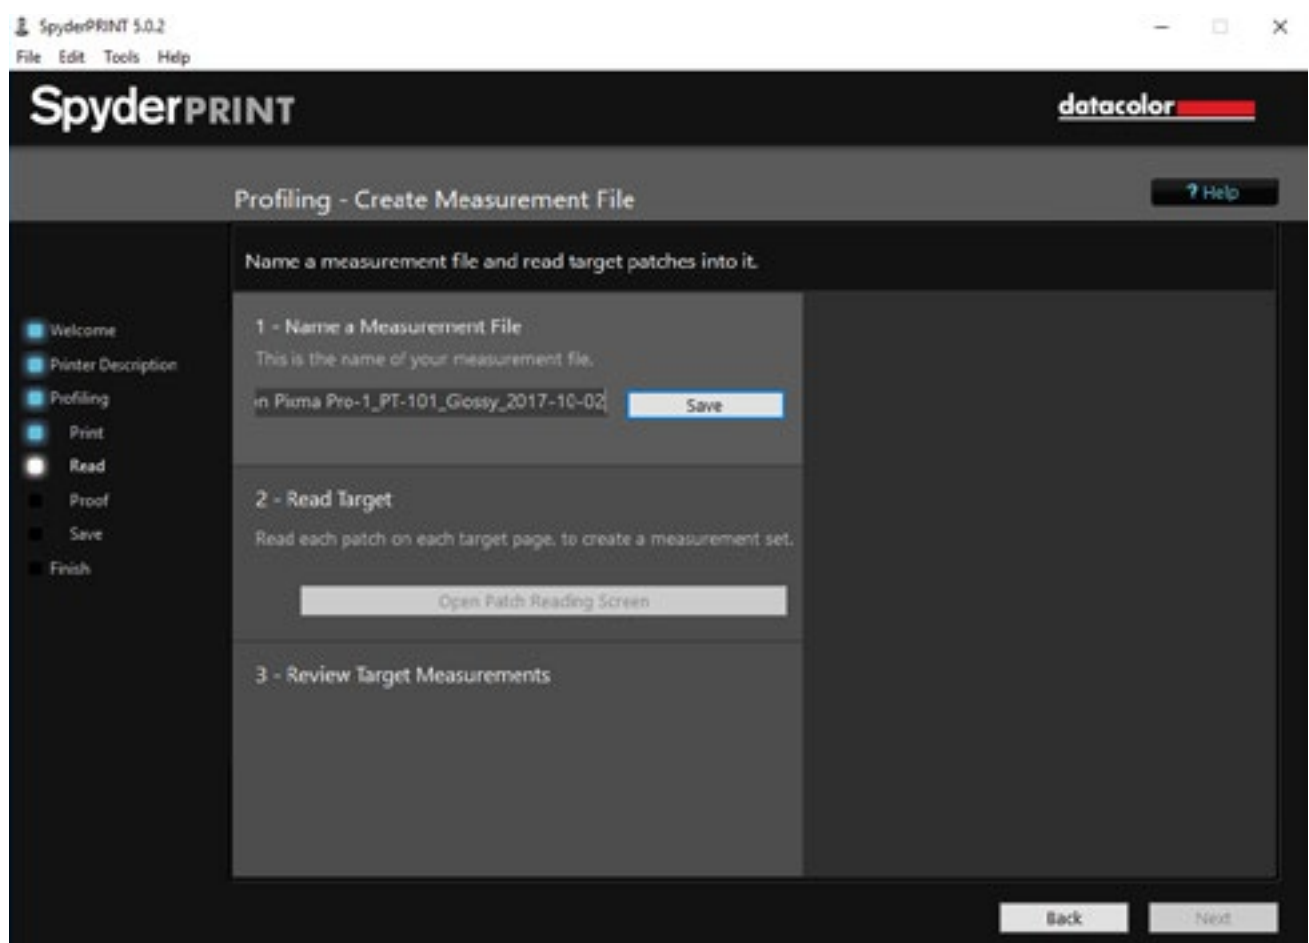 SpyderPRINT 5.0.2
File Edit Tools Help
SpyderPRINT
datacolor
Profiling - Create Measurement File
? Help
Name a measurement file and read target patches into it.
Welcome
Printer Description
Profiling
Print
Read
Proof
Save
Finish
1 - Name a Measurement File
This is the name of your measurement file.
n Pixma Pro-1_PT-101_Glossy_2017-10-02
Save
2 - Read Target
Read each patch on each target page, to create a measurement set.
Open Patch Reading Screen
3 - Review Target Measurements
Back
Next